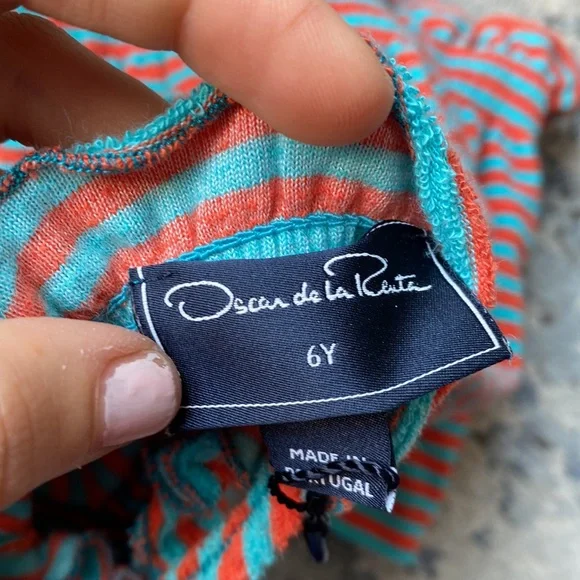 Oscar de la Renta
6Y
MADE IN
PORTUGAL